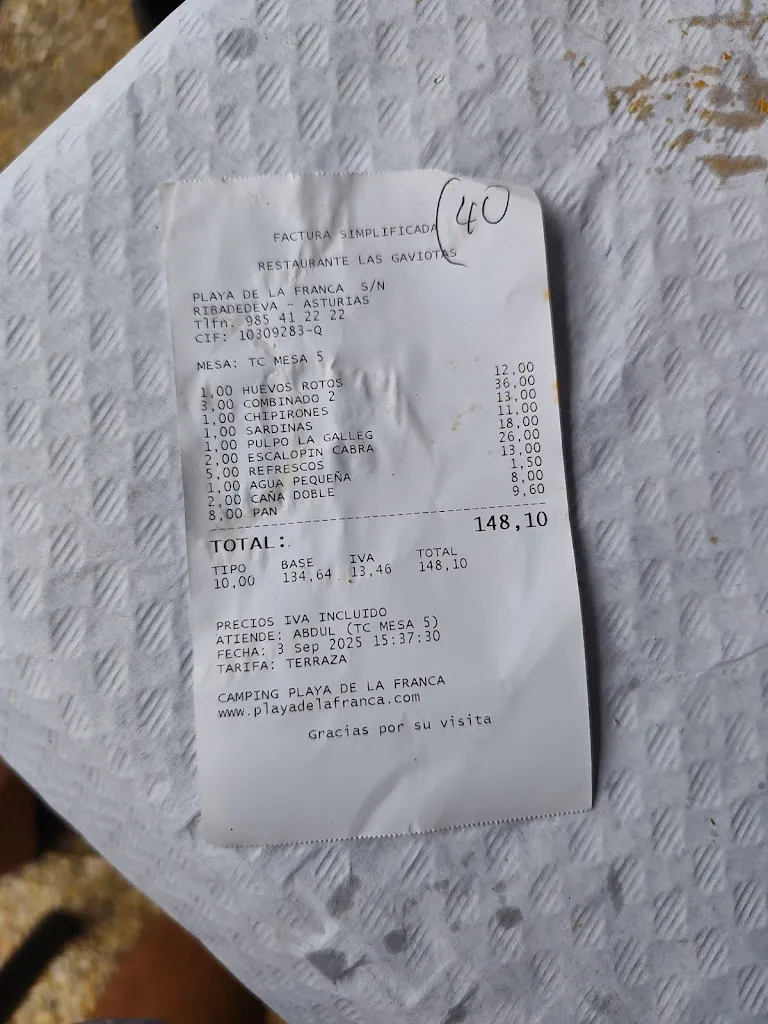 (40
FACTURA SIMPLIFICADA
RESTAURANTE LAS GAVIOTAS
PLAYA DE LA FRANCA S/N
RIBADEDEVA - ASTURIAS
Tlfn: 985 41 22 22
CIF: 10309283-Q
MESA: TC MESA 5
1,00 HUEVOS ROTOS 12,00
3,00 COMBINADO 2 36,00
1,00 CHIPIRONES 13,00
1,00 SARDINAS 11,00
1,00 PULPO LA GALLEG 18,00
2,00 ESCALOPIN CABRA 26,00
5,00 REFRESCOS 13,00
1,00 AGUA PEQUEÑA 1,50
2,00 CAÑA DOBLE 8,00
8,00 PAN 9,60
TOTAL: 148,10
TIPO BASE IVA TOTAL
10,00 134,64 13,46 148,10
PRECIOS IVA INCLUIDO
ATIENDE: ABDUL (TC MESA 5)
FECHA: 3 Sep 2025 15:37:30
TARIFA: TERRAZA
CAMPING PLAYA DE LA FRANCA
www.playadelafranca.com
Gracias por su visita